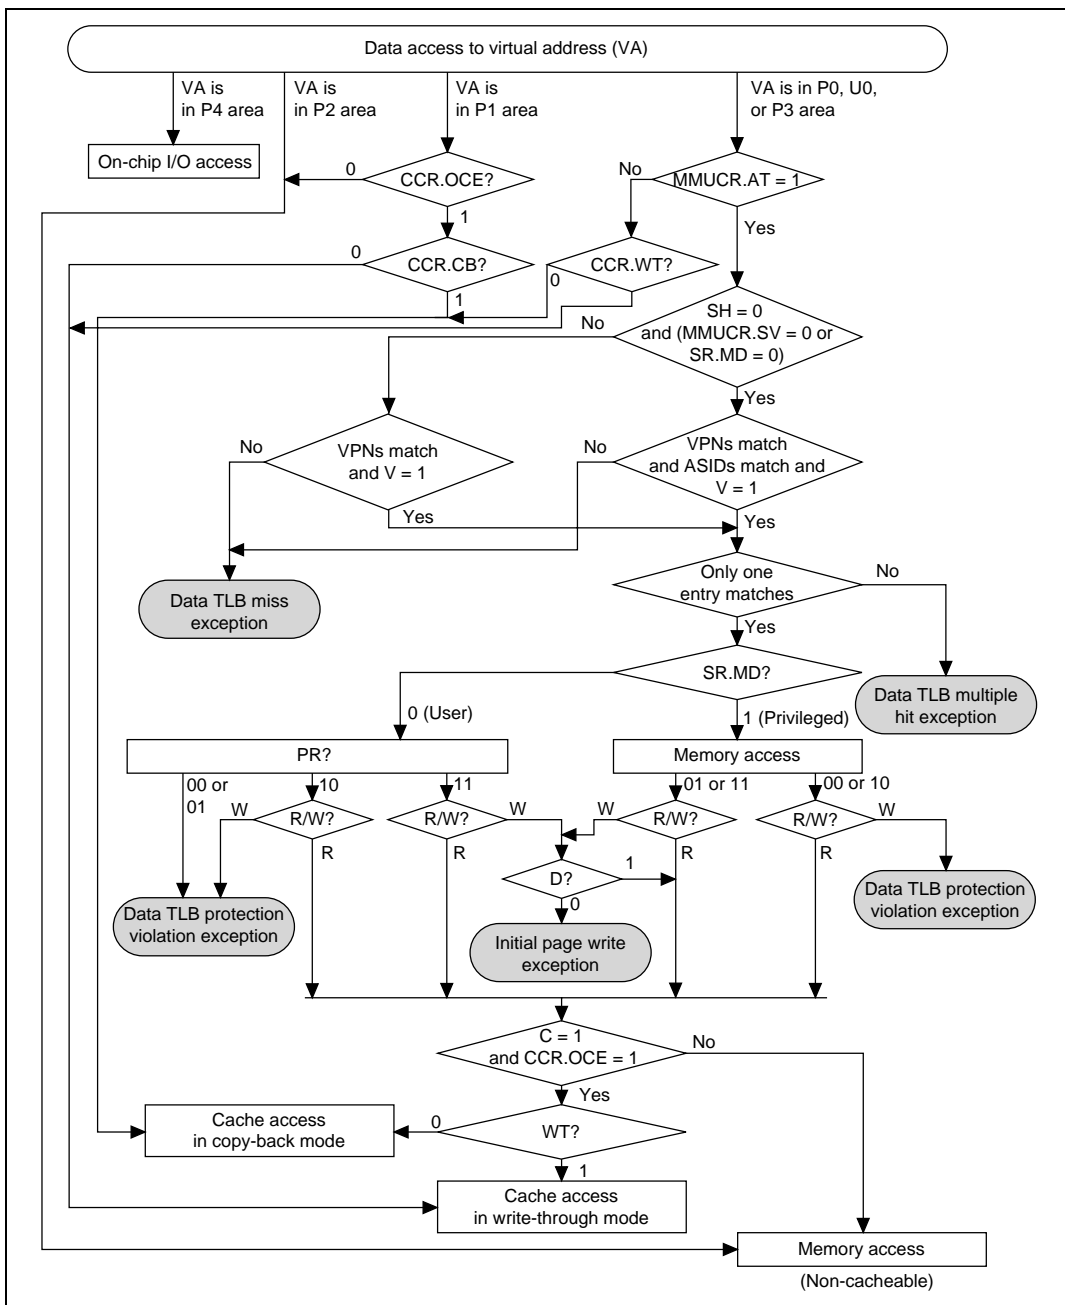 Data access to virtual address (VA)
VA is
in P4 area
VA is
in P2 area
VA is
in P1 area
VA is in P0, U0,
or P3 area
On-chip I/O access
0
CCR.OCE?
No
MMUCR.AT = 1
1
Yes
0
CCR.CB?
CCR.WT?
0
1
SH = 0
and (MMUCR.SV = 0 or
SR.MD = 0)
No
Yes
No
VPNs match
and V = 1
No
VPNs match
and ASIDs match and
V = 1
Yes
Yes
Only one
entry matches
No
Data TLB miss
exception
Yes
SR.MD?
Data TLB multiple
hit exception
0 (User)
1 (Privileged)
PR?
Memory access
00 or
01
10
11
01 or 11
00 or 10
W
R/W?
R/W?
W
W
R/W?
R/W?
W
R
R
R
R
D?
1
0
Data TLB protection
violation exception
Initial page write
exception
Data TLB protection
violation exception
C = 1
and CCR.OCE = 1
No
Yes
Cache access
in copy-back mode
0
WT?
1
Cache access
in write-through mode
Memory access
(Non-cacheable)